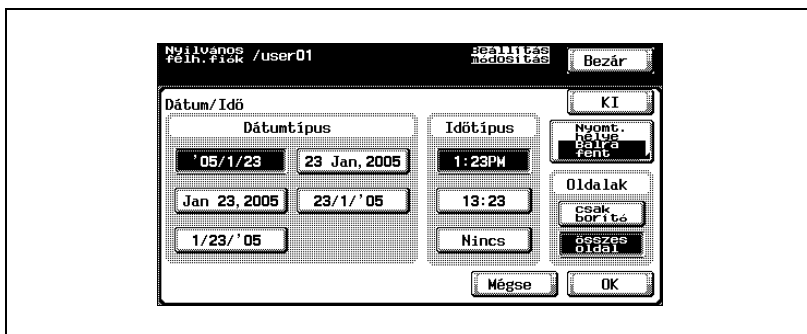 Nyilvános
félh.fiók /user01
Beállítás
módosítás
Bezár
Dátum/Idő
KI
Dátumtípus
Időtípus
Nyomt.
hélye
Balra
fent
'05/1/23
23 Jan,2005
1:23PM
Oldalak
Jan 23,2005
23/1/'05
13:23
csak
borító
1/23/'05
Nincs
összes
oldal
Mégse
OK